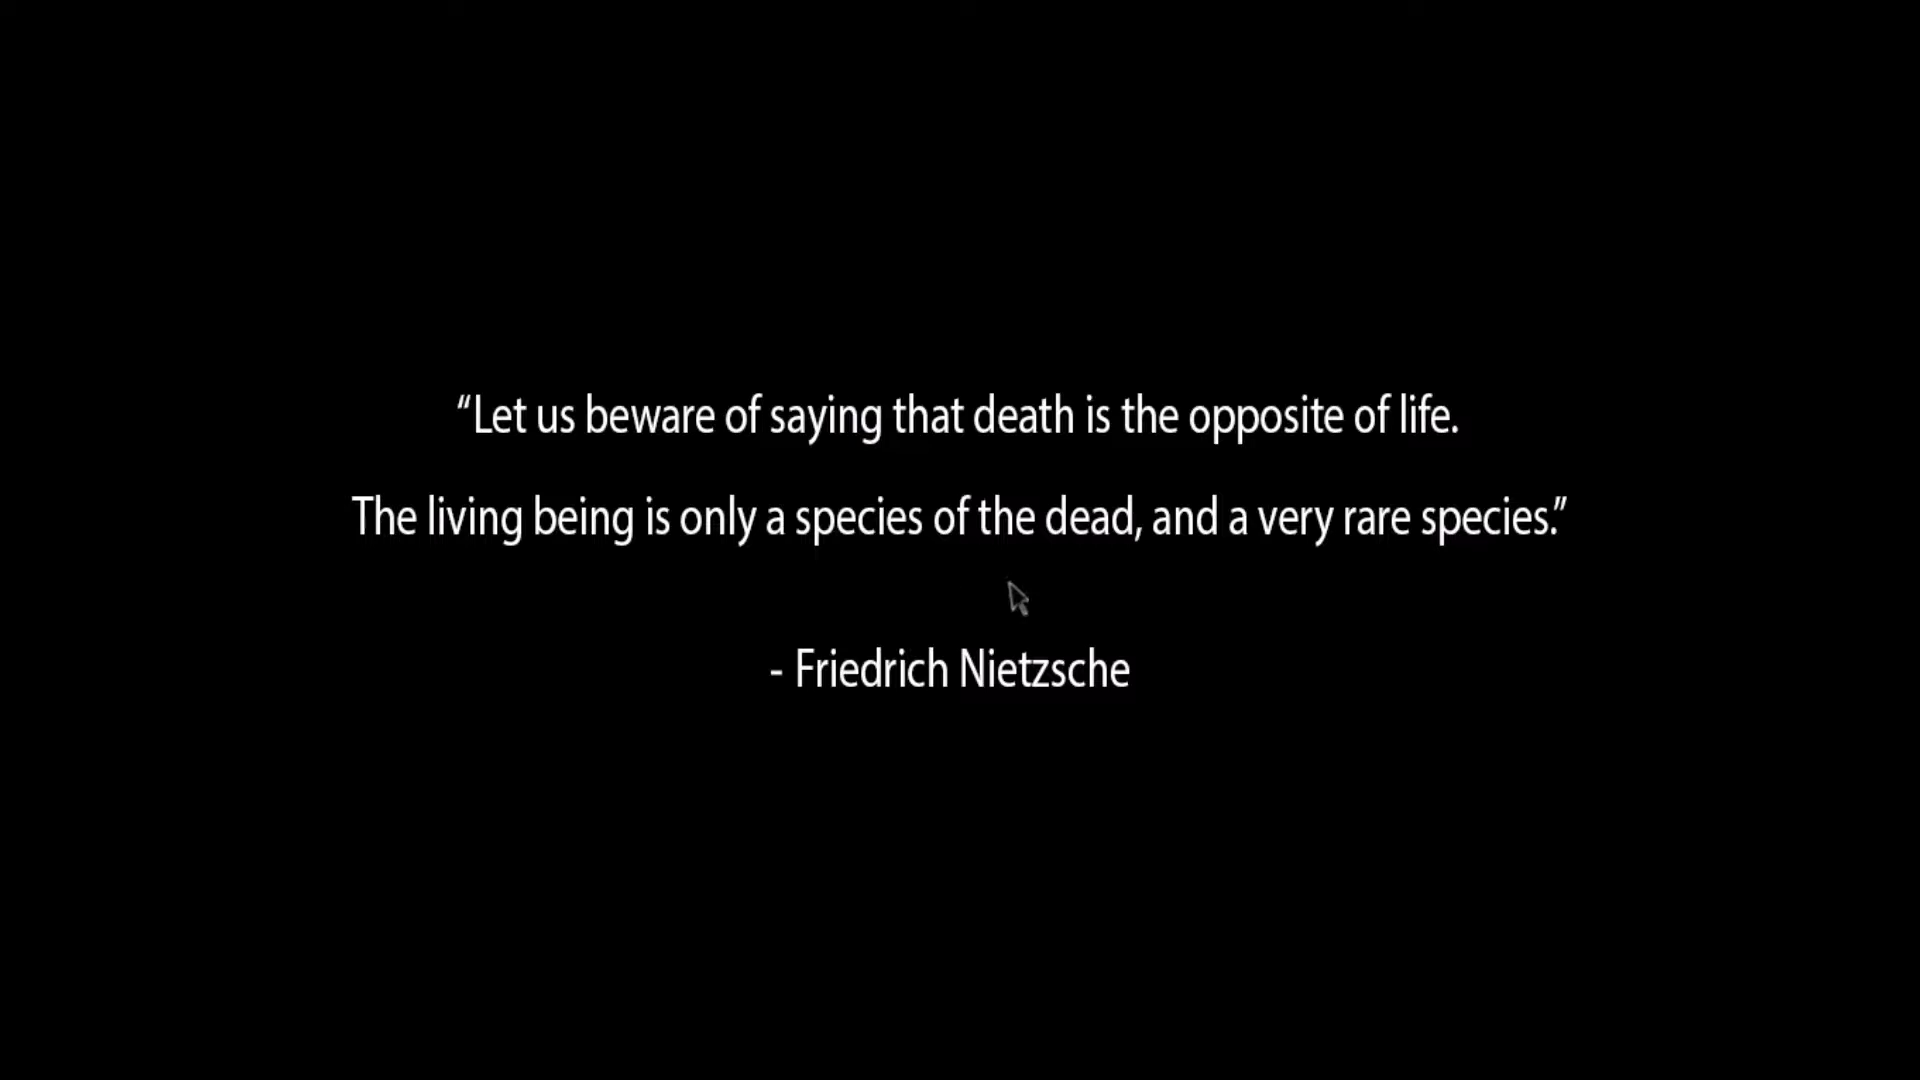 “Let us beware of saying that death is the opposite of life.
The living being is only a species of the dead, and a very rare species.”
- Friedrich Nietzsche